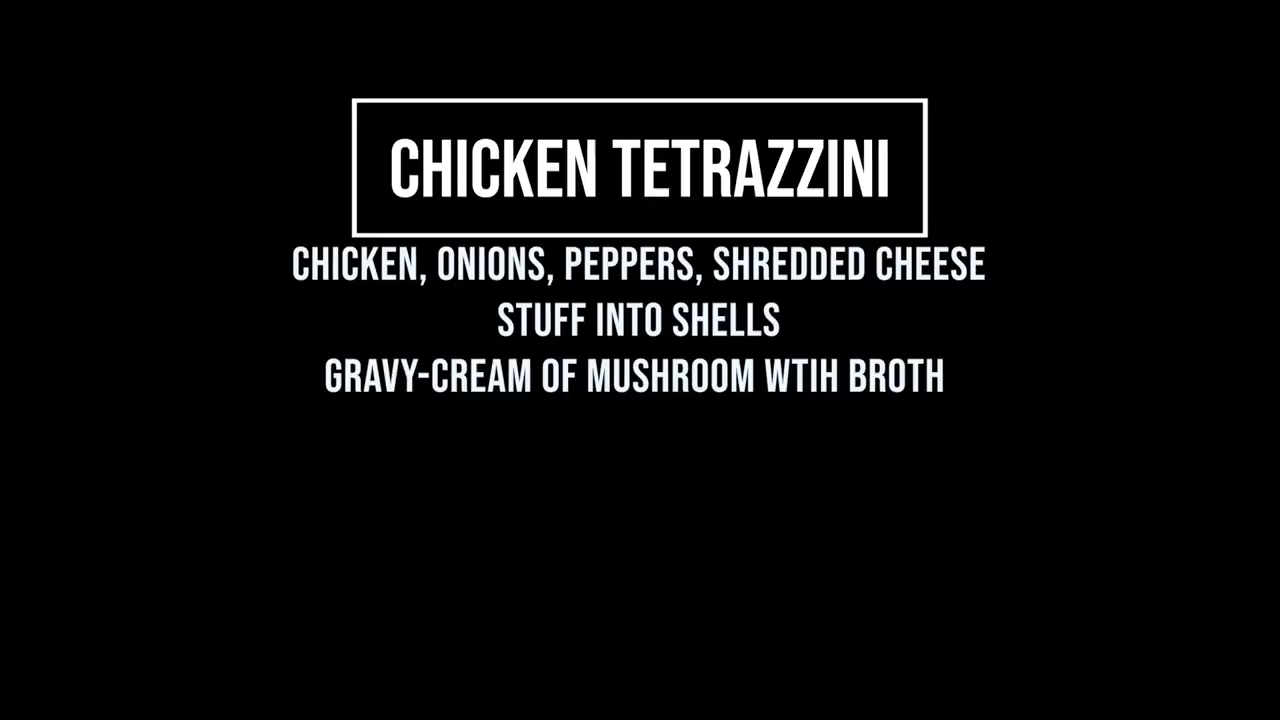 CHICKEN TETRAZZINI
CHICKEN, ONIONS, PEPPERS, SHREDDED CHEESE
STUFF INTO SHELLS
GRAVY-CREAM OF MUSHROOM WTIH BROTH